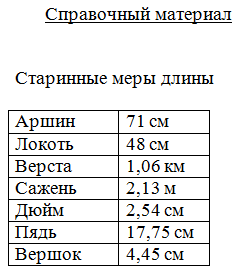 Справочный материал
Старинные меры длины
Аршин 71 см
Локоть 48 см
Верста 1,06 км
Сажень 2,13 м
Дюйм 2,54 см
Пядь 17,75 см
Вершок 4,45 см